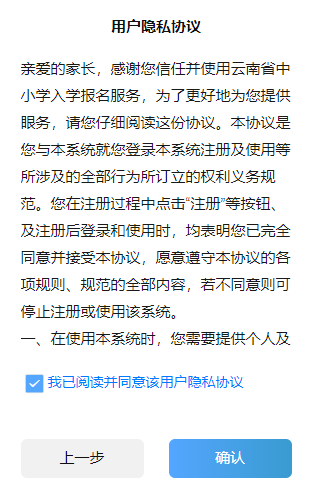 用户隐私协议
亲爱的家长，感谢您信任并使用云南省中
小学入学报名服务，为了更好地为您提供
眼务，请您仔细阅读这份协议。本协议是
您与本系统就您登录本系统注册及使用等
所涉及的全部行为所订立的权利义务规
范。您在注册过程中点击“注册”等按钮、
及注册后登录和使用时，均表明您已完全
同意并接受本协议，愿意遵守本协议的各
项规则、规范的全部内容，若不同意则可
停止注册或使用该系统。
一、在使用本系统时，您需要提供个人及
我已阅读并同意该用户隐私协议
上一步
确认